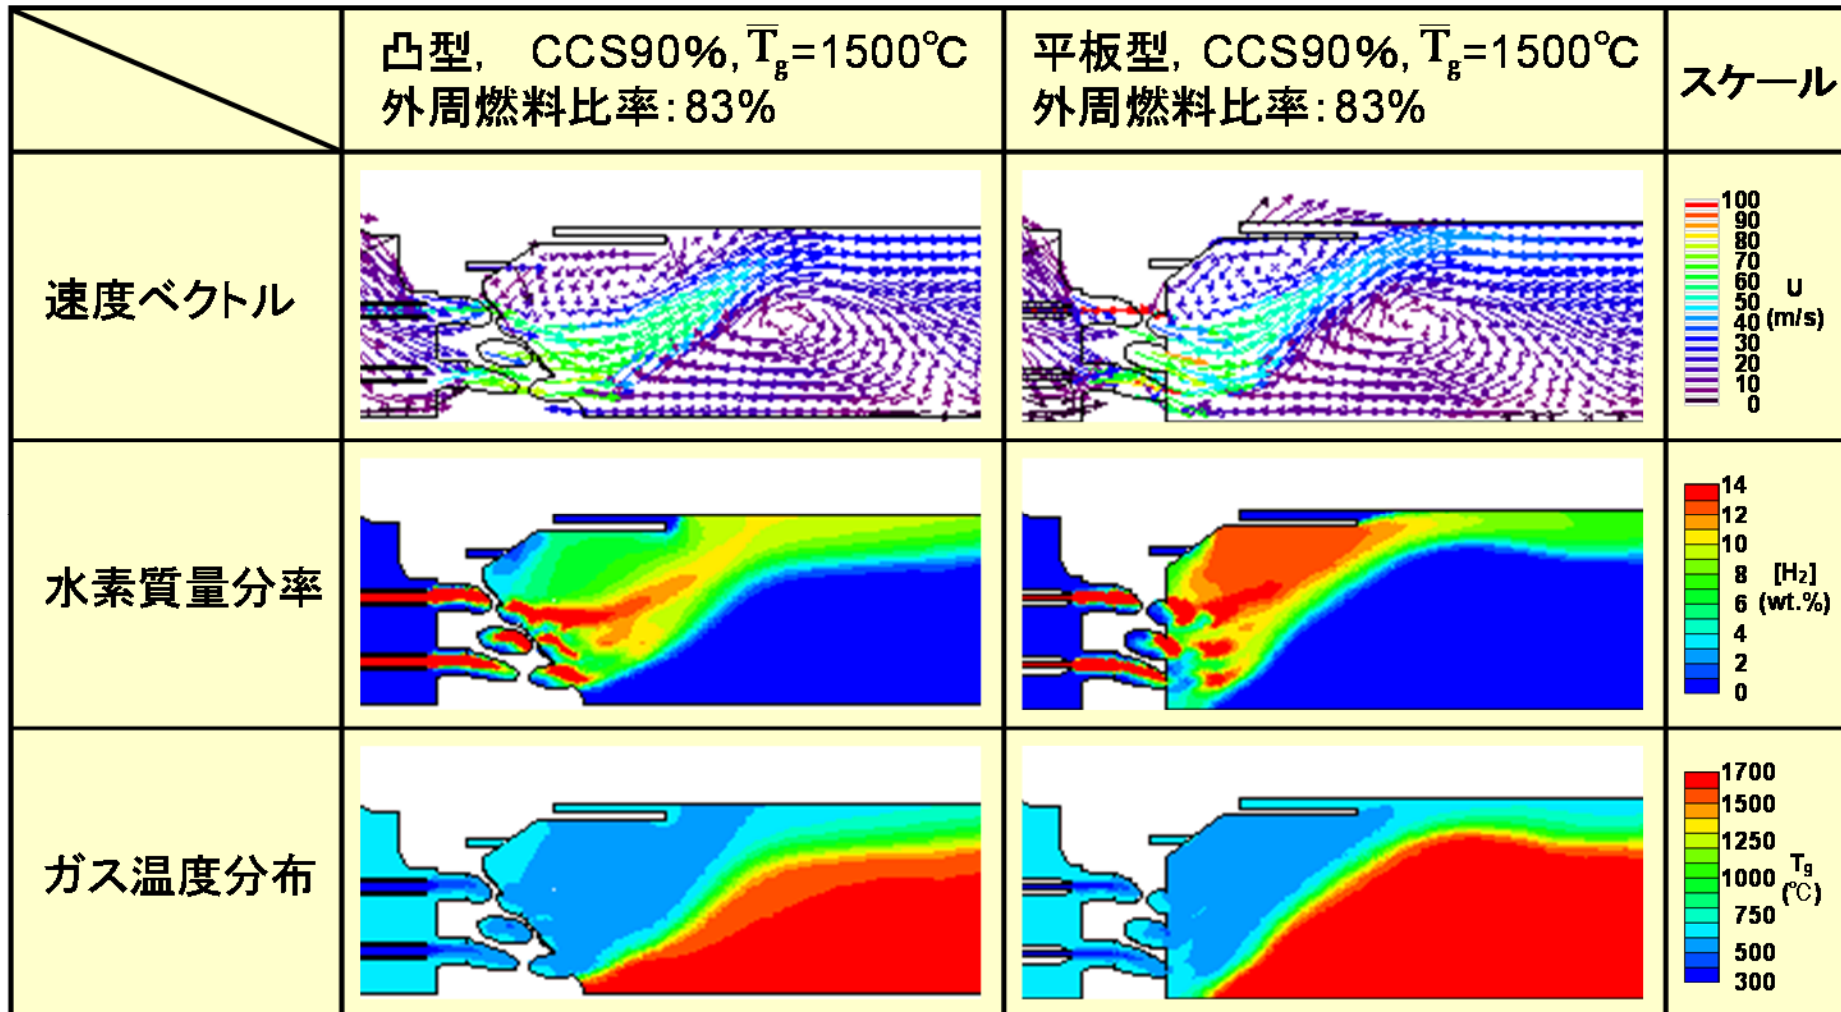 凸型, CCS90%, T̅g=1500℃
外周燃料比率:83%
平板型, CCS90%, T̅g=1500℃
外周燃料比率:83%
スケール
速度ベクトル
100
90
80
70
60
50
40
30
20
10
0
U
(m/s)
水素質量分率
14
12
10
8
6
4
2
0
[H₂]
(wt.%)
ガス温度分布
1700
1500
1250
1000
750
500
300
Tg
(℃)